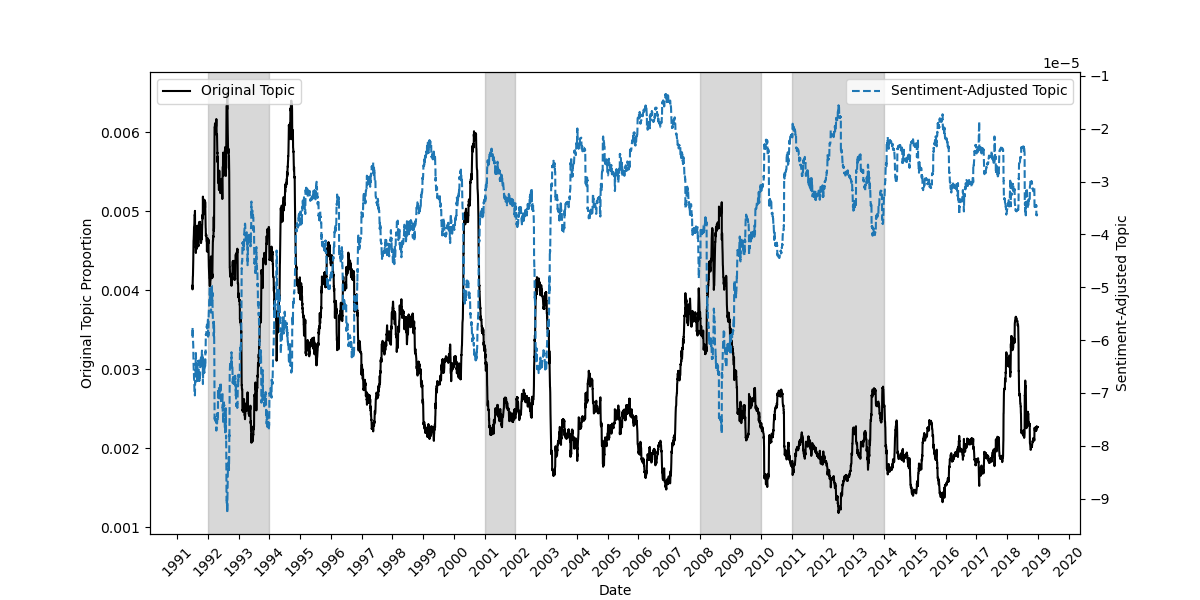 1e−5
Original Topic
Sentiment-Adjusted Topic
0.006
0.005
0.004
0.003
0.002
0.001
Original Topic Proportion
−1
−2
−3
−4
−5
−6
−7
−8
−9
Sentiment-Adjusted Topic
1991 1992 1993 1994 1995 1996 1997 1998 1999 2000 2001 2002 2003 2004 2005 2006 2007 2008 2009 2010 2011 2012 2013 2014 2015 2016 2017 2018 2019 2020
Date